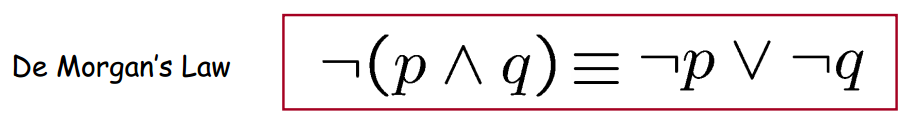 De Morgan's Law ¬(p ∧ q) ≡ ¬p ∨ ¬q